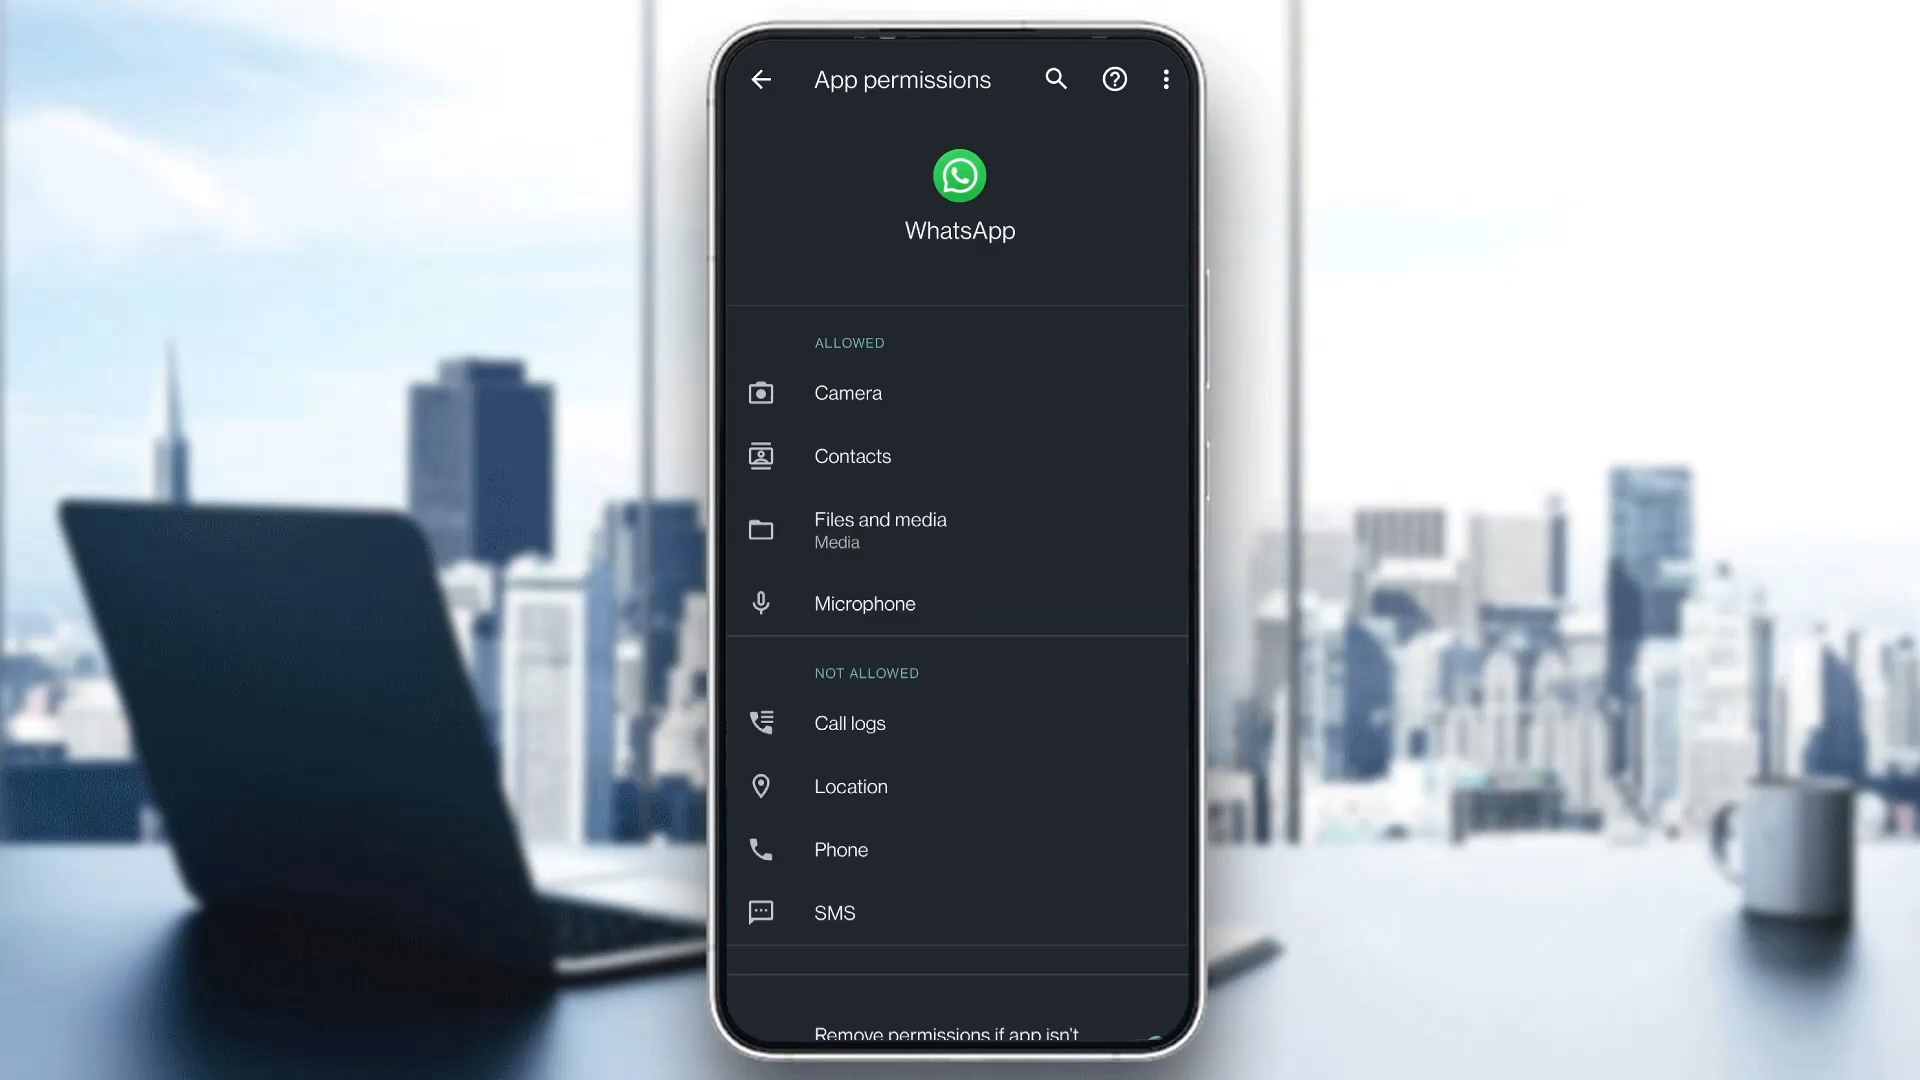 App permissions
WhatsApp
ALLOWED
Camera
Contacts
Files and media
Media
Microphone
NOT ALLOWED
Call logs
Location
Phone
SMS
Remove permissions if app isn't